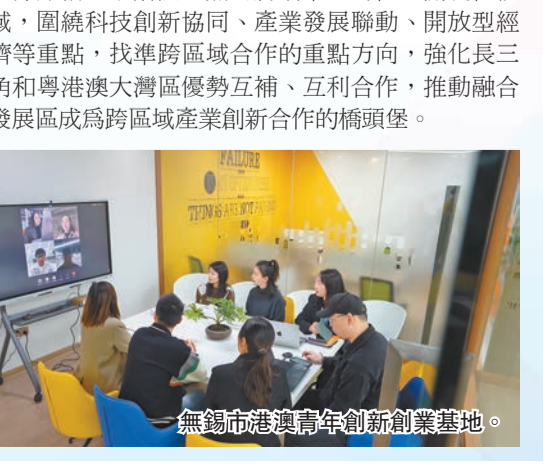 域，圍繞科技創新協同、產業發展聯動、開放型經
濟等重點，找準跨區域合作的重點方向，強化長三
角和粵港澳大灣區優勢互補、互利合作，推動融合
發展區成爲跨區域產業創新合作的橋頭堡。
FAILURE
THINGS ARE NOT
無錫市港澳青年創新創業基地。